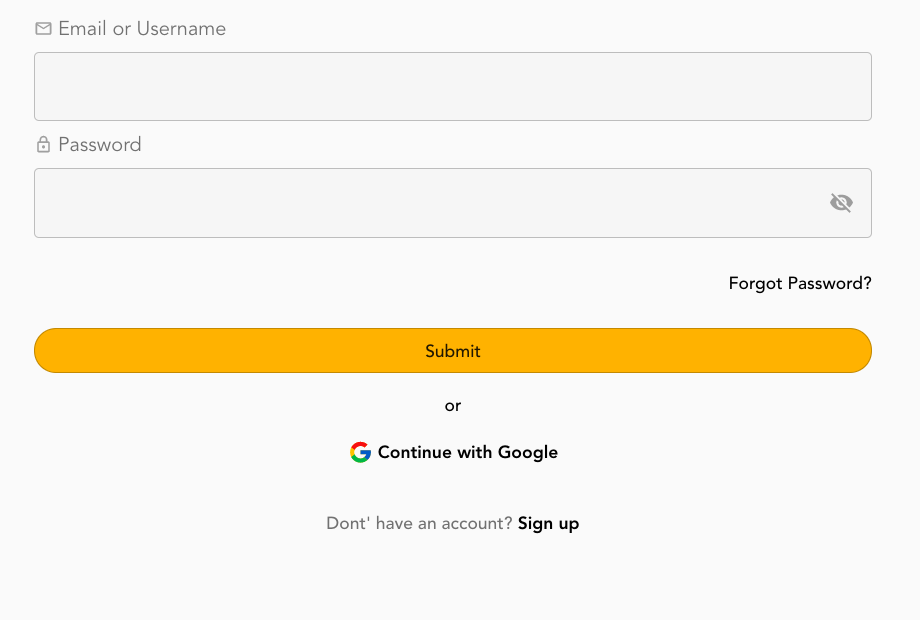 Email or Username
Password
Forgot Password?
Submit
or
Continue with Google
Dont' have an account? Sign up